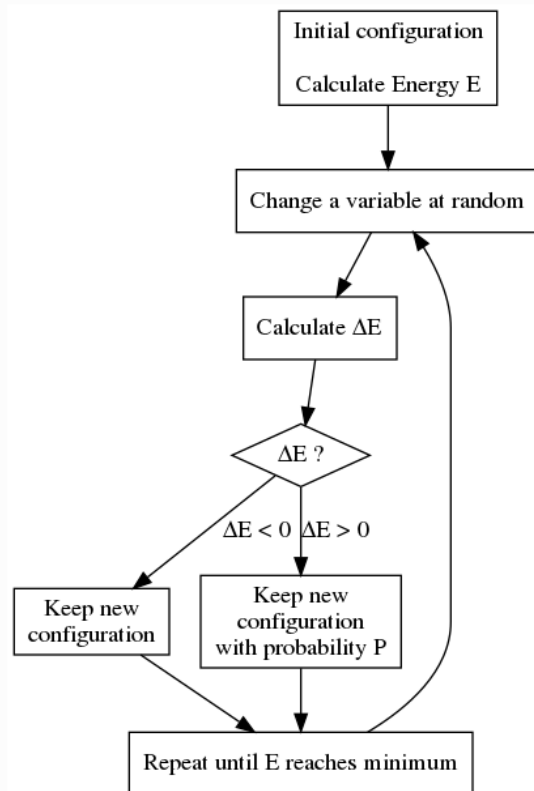 Initial configuration
Calculate Energy E
Change a variable at random
Calculate ΔE
ΔE ?
ΔE < 0
ΔE > 0
Keep new
configuration
Keep new
configuration
with probability P
Repeat until E reaches minimum